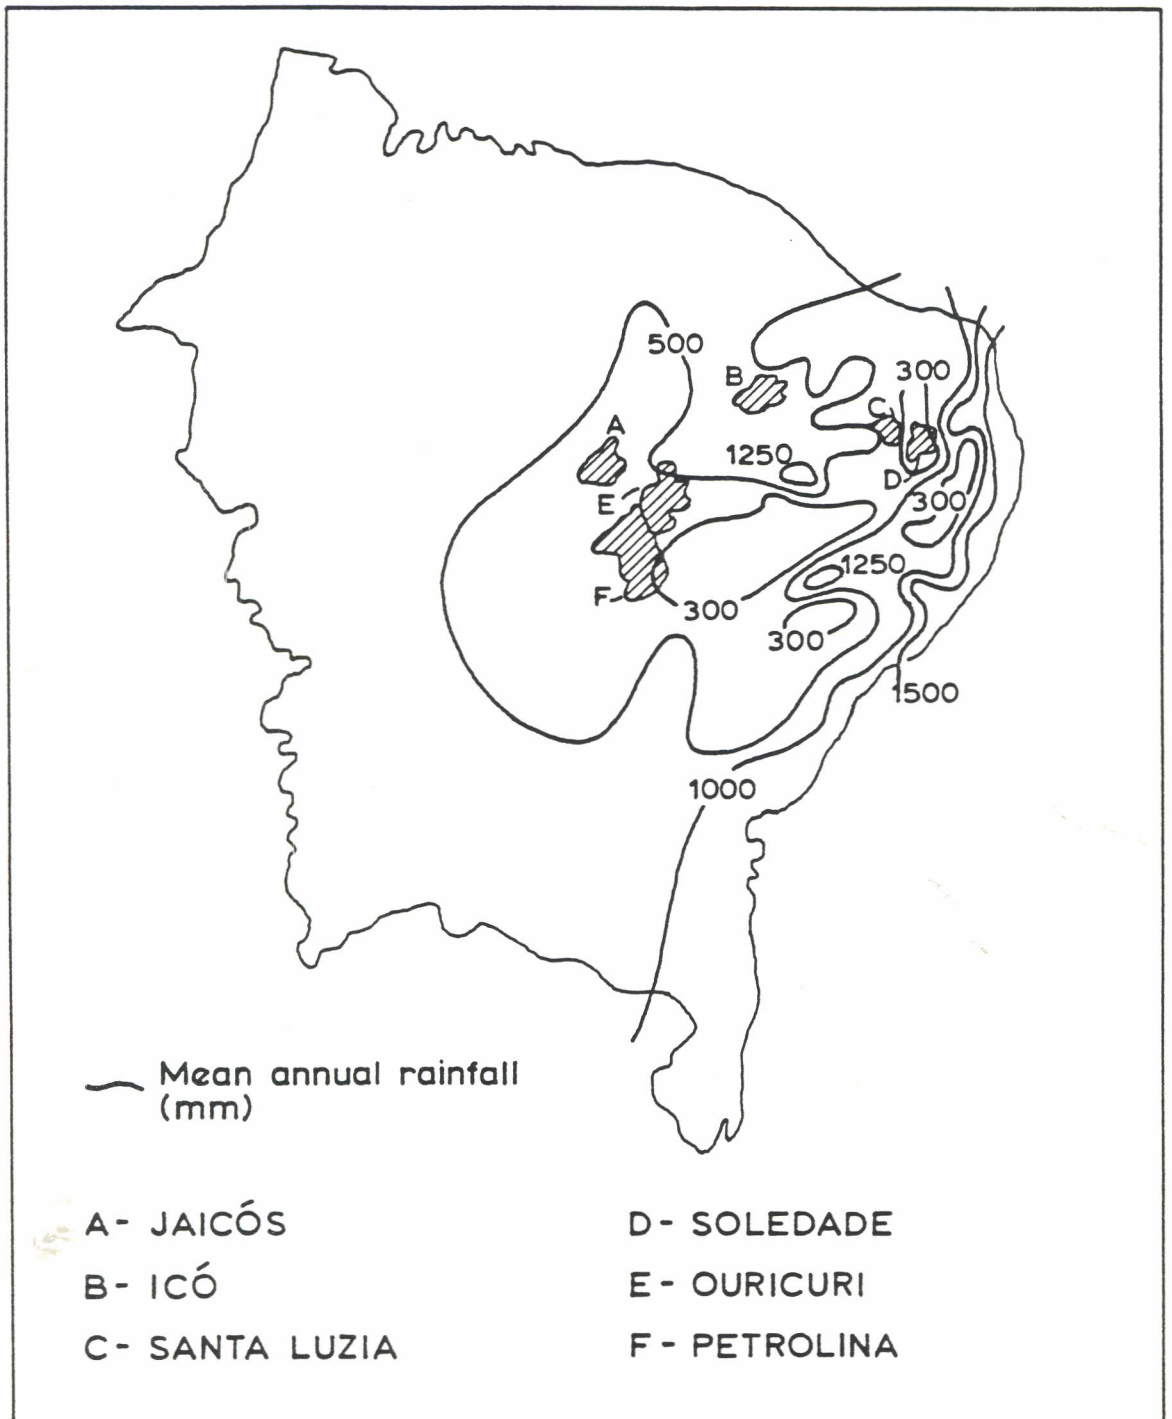 500
B
300
C
A
1250
D
E
300
1250
F
300
300
1500
1000
Mean annual rainfall
(mm)
A- JAICÓS
B- ICÓ
C- SANTA LUZIA
D- SOLEDADE
E- OURICURI
F- PETROLINA